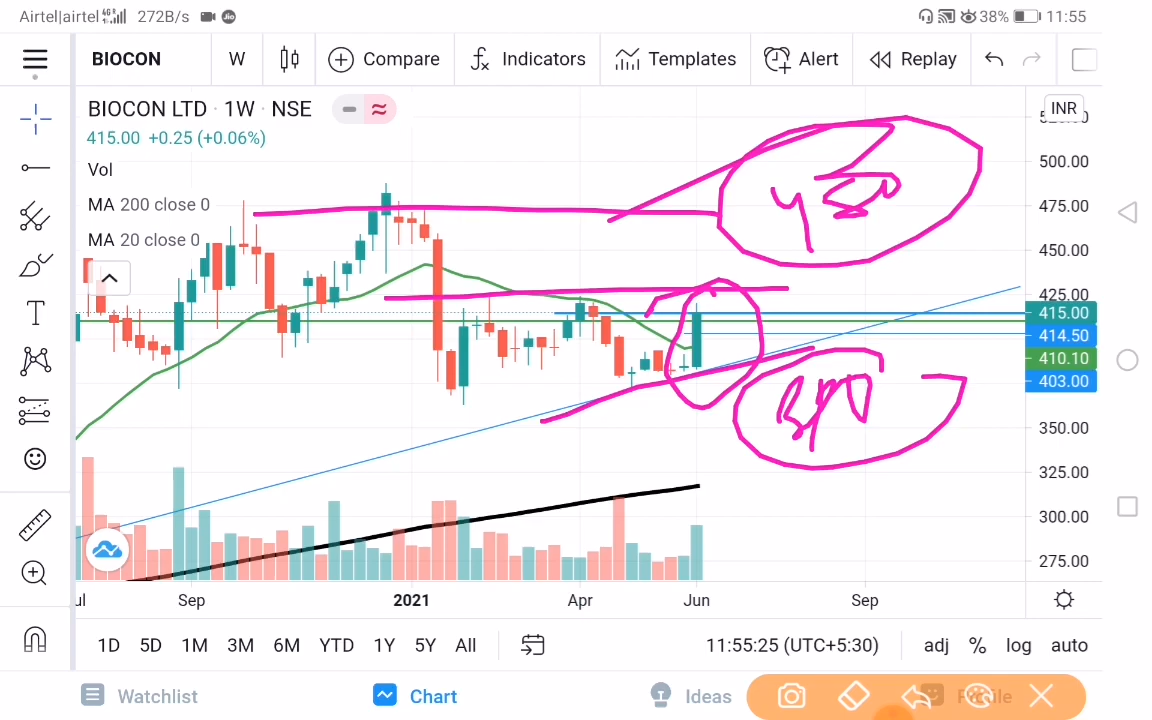 Airtel|airtel 4G 272B/s Jio 38% 11:55
BIOCON W Compare Indicators Templates Alert Replay
BIOCON LTD · 1W · NSE
INR
415.00 +0.25 (+0.06%)
Vol
MA 200 close 0
MA 20 close 0
500.00
475.00
450.00
425.00
415.00
414.50
410.10
403.00
350.00
325.00
300.00
275.00
Sep 2021 Apr Jun Sep
1D 5D 1M 3M 6M YTD 1Y 5Y All 11:55:25 (UTC+5:30) adj % log auto
Watchlist Chart Ideas